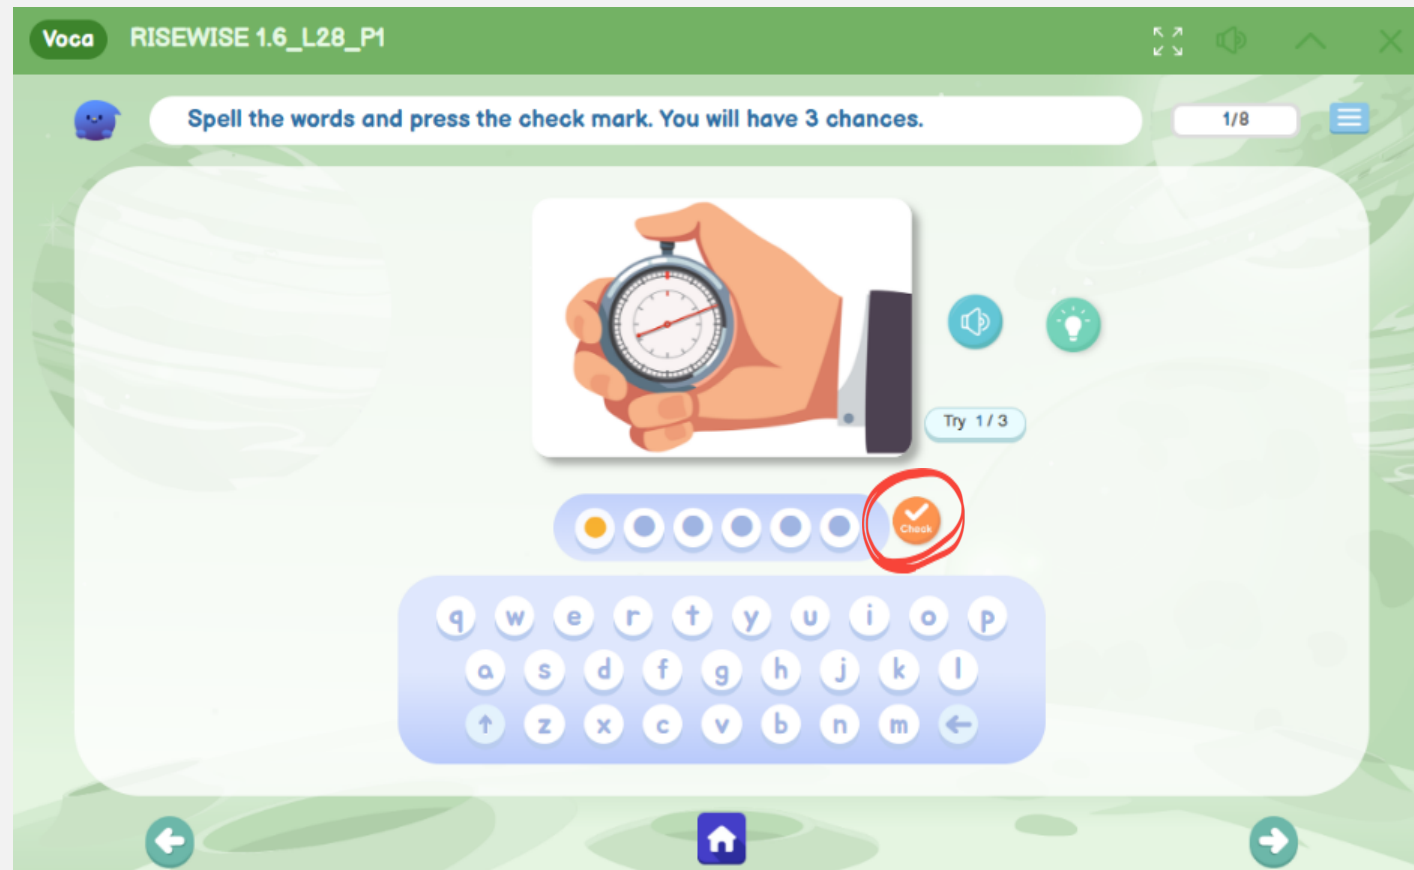 Voca RISEWISE 1.6_L28_P1
Spell the words and press the check mark. You will have 3 chances.
1/8
Try 1 / 3
Check
q w e r t y u i o p
a s d f g h j k l
↑ z x c v b n m ←